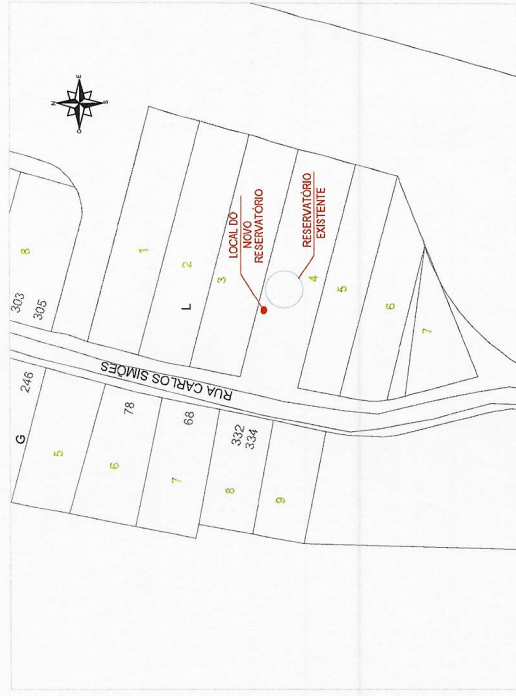 N
E
S
O
8
303
305
1
2
L
3
LOCAL DO
NOVO
RESERVATÓRIO
RESERVATÓRIO
EXISTENTE
4
5
6
7
RUA CARLOS SIMÕES
246
G
5
78
6
68
7
332
334
8
9